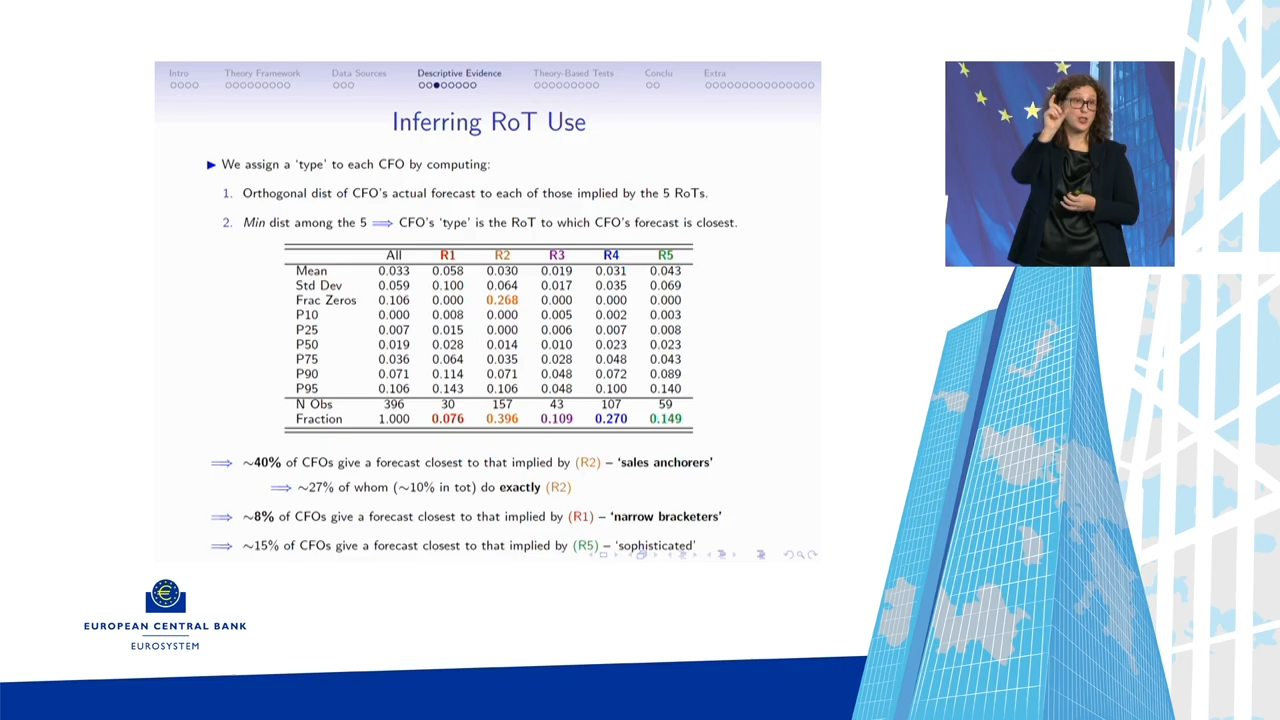 Intro Theory Framework Data Sources Descriptive Evidence Theory-Based Tests Conclu Extra
Inferring RoT Use
We assign a ‘type’ to each CFO by computing:
1. Orthogonal dist of CFO’s actual forecast to each of those implied by the 5 RoTs.
2. Min dist among the 5 ⟹ CFO’s ‘type’ is the RoT to which CFO’s forecast is closest.
All R1 R2 R3 R4 R5
Mean 0.033 0.058 0.030 0.019 0.031 0.043
Std Dev 0.059 0.100 0.064 0.017 0.035 0.069
Frac Zeros 0.106 0.000 0.268 0.000 0.000 0.000
P10 0.000 0.008 0.000 0.005 0.002 0.003
P25 0.007 0.015 0.000 0.006 0.007 0.008
P50 0.019 0.028 0.014 0.010 0.023 0.023
P75 0.036 0.064 0.035 0.028 0.048 0.043
P90 0.071 0.114 0.071 0.048 0.072 0.089
P95 0.106 0.143 0.106 0.048 0.100 0.140
N Obs 396 30 157 43 107 59
Fraction 1.000 0.076 0.396 0.109 0.270 0.149
⟹ ~40% of CFOs give a forecast closest to that implied by (R2) – ‘sales anchorers’
⟹ ~27% of whom (~10% in tot) do exactly (R2)
⟹ ~8% of CFOs give a forecast closest to that implied by (R1) – ‘narrow bracketers’
⟹ ~15% of CFOs give a forecast closest to that implied by (R5) – ‘sophisticated’
EUROPEAN CENTRAL BANK
EUROSYSTEM